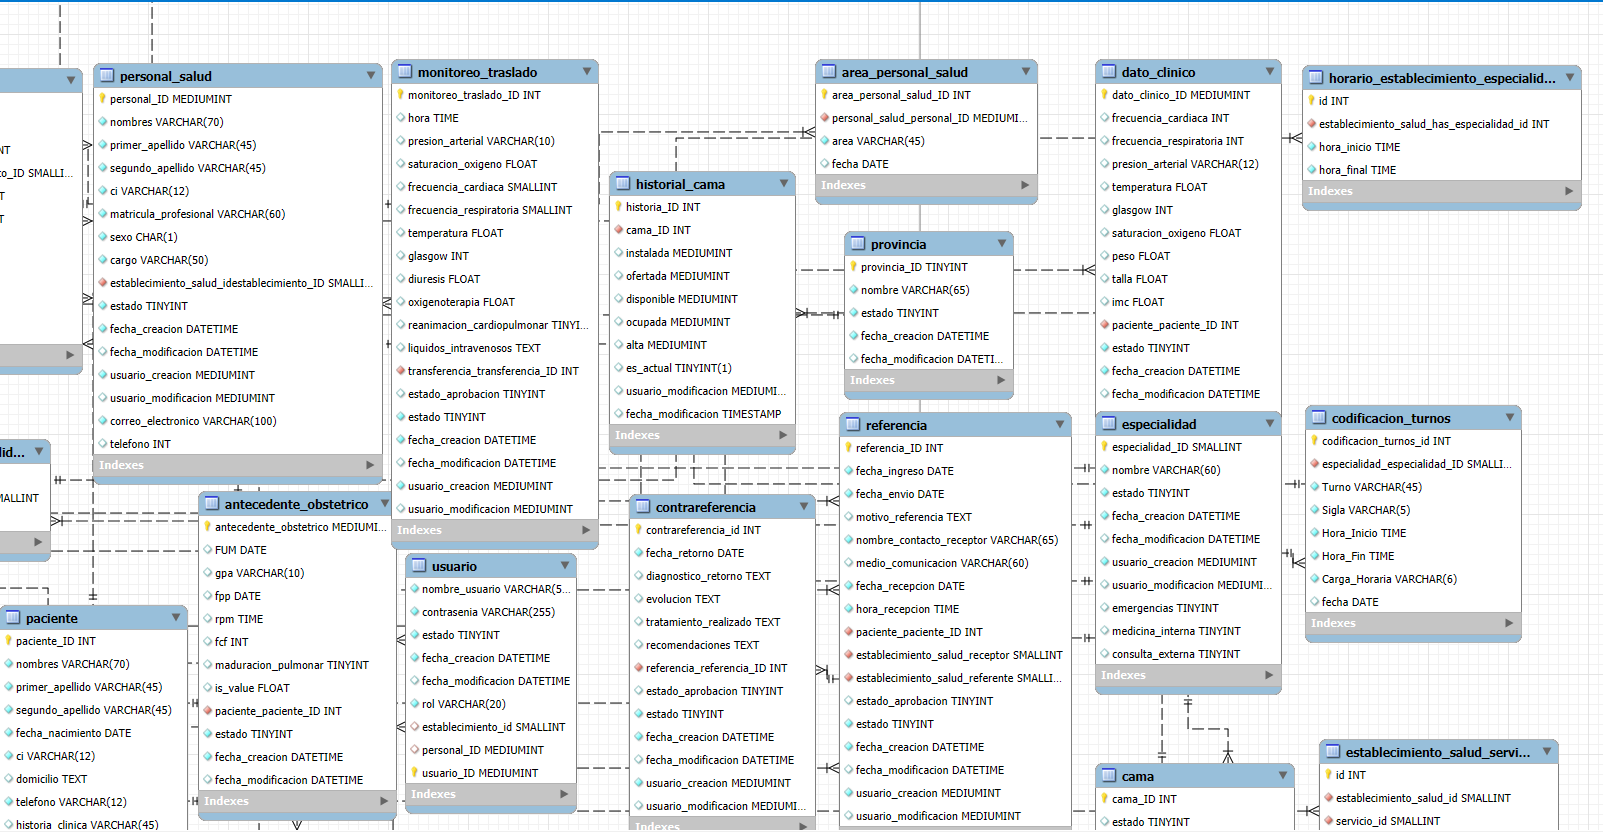 NT
to_ID SMALLI...
NT
T
lid...
MALLINT
personal_salud
personal_ID MEDIUMINT
nombres VARCHAR(70)
primer_apellido VARCHAR(45)
segundo_apellido VARCHAR(45)
ci VARCHAR(12)
matricula_profesional VARCHAR(60)
sexo CHAR(1)
cargo VARCHAR(50)
establecimiento_salud_idestablecimiento_ID SMALLI...
estado TINYINT
fecha_creacion DATETIME
fecha_modificacion DATETIME
usuario_creacion MEDIUMINT
usuario_modificacion MEDIUMINT
correo_electronico VARCHAR(100)
telefono INT
Indexes
monitoreo_traslado
monitoreo_traslado_ID INT
hora TIME
presion_arterial VARCHAR(10)
saturacion_oxigeno FLOAT
frecuencia_cardiaca SMALLINT
frecuencia_respiratoria SMALLINT
temperatura FLOAT
glasgow INT
diuresis FLOAT
oxigenoterapia FLOAT
reanimacion_cardiopulmonar TINYI...
liquidos_intravenosos TEXT
transferencia_transferencia_ID INT
estado_aprobacion TINYINT
estado TINYINT
fecha_creacion DATETIME
fecha_modificacion DATETIME
usuario_creacion MEDIUMINT
usuario_modificacion MEDIUMINT
Indexes
historial_cama
historia_ID INT
cama_ID INT
instalada MEDIUMINT
ofertada MEDIUMINT
disponible MEDIUMINT
ocupada MEDIUMINT
alta MEDIUMINT
es_actual TINYINT(1)
usuario_modificacion MEDIUMI...
fecha_modificacion TIMESTAMP
Indexes
area_personal_salud
area_personal_salud_ID INT
personal_salud_personal_ID MEDIUMI...
area VARCHAR(45)
fecha DATE
Indexes
provincia
provincia_ID TINYINT
nombre VARCHAR(65)
estado TINYINT
fecha_creacion DATETIME
fecha_modificacion DATETI...
Indexes
dato_clinico
dato_clinico_ID MEDIUMINT
frecuencia_cardiaca INT
frecuencia_respiratoria INT
presion_arterial VARCHAR(12)
temperatura FLOAT
glasgow INT
saturacion_oxigeno FLOAT
peso FLOAT
talla FLOAT
imc FLOAT
paciente_paciente_ID INT
estado TINYINT
fecha_creacion DATETIME
fecha_modificacion DATETIME
horario_establecimiento_especialid...
id INT
establecimiento_salud_has_especialidad_id INT
hora_inicio TIME
hora_final TIME
Indexes
paciente
paciente_ID INT
nombres VARCHAR(70)
primer_apellido VARCHAR(45)
segundo_apellido VARCHAR(45)
fecha_nacimiento DATE
ci VARCHAR(12)
domicilio TEXT
telefono VARCHAR(12)
historia_clinica VARCHAR(45)
antecedente_obstetrico
antecedente_obstetrico MEDIUMI...
FUM DATE
gpa VARCHAR(10)
fpp DATE
rpm TIME
fcf INT
maduracion_pulmonar TINYINT
is_value FLOAT
paciente_paciente_ID INT
estado TINYINT
fecha_creacion DATETIME
fecha_modificacion DATETIME
Indexes
usuario
nombre_usuario VARCHAR(5...
contrasenia VARCHAR(255)
estado TINYINT
fecha_creacion DATETIME
fecha_modificacion DATETIME
rol VARCHAR(20)
establecimiento_id SMALLINT
personal_ID MEDIUMINT
usuario_ID MEDIUMINT
Indexes
contrareferencia
contrareferencia_id INT
fecha_retorno DATE
diagnostico_retorno TEXT
evolucion TEXT
tratamiento_realizado TEXT
recomendaciones TEXT
referencia_referencia_ID INT
estado_aprobacion TINYINT
estado TINYINT
fecha_creacion DATETIME
fecha_modificacion DATETIME
usuario_creacion MEDIUMINT
usuario_modificacion MEDIUMI...
Indexes
referencia
referencia_ID INT
fecha_ingreso DATE
fecha_envio DATE
motivo_referencia TEXT
nombre_contacto_receptor VARCHAR(65)
medio_comunicacion VARCHAR(60)
fecha_recepcion DATE
hora_recepcion TIME
paciente_paciente_ID INT
establecimiento_salud_receptor SMALLINT
establecimiento_salud_referente SMALLI...
estado_aprobacion TINYINT
estado TINYINT
fecha_creacion DATETIME
fecha_modificacion DATETIME
usuario_creacion MEDIUMINT
usuario_modificacion MEDIUMINT
especialidad
especialidad_ID SMALLINT
nombre VARCHAR(60)
estado TINYINT
fecha_creacion DATETIME
fecha_modificacion DATETIME
usuario_creacion MEDIUMINT
usuario_modificacion MEDIUMI...
emergencias TINYINT
medicina_interna TINYINT
consulta_externa TINYINT
Indexes
codificacion_turnos
codificacion_turnos_id INT
especialidad_especialidad_ID SMALLI...
Turno VARCHAR(45)
Sigla VARCHAR(5)
Hora_Inicio TIME
Hora_Fin TIME
Carga_Horaria VARCHAR(6)
fecha DATE
Indexes
cama
cama_ID INT
estado TINYINT
establecimiento_salud_servi...
id INT
establecimiento_salud_id SMALLINT
servicio_id SMALLINT